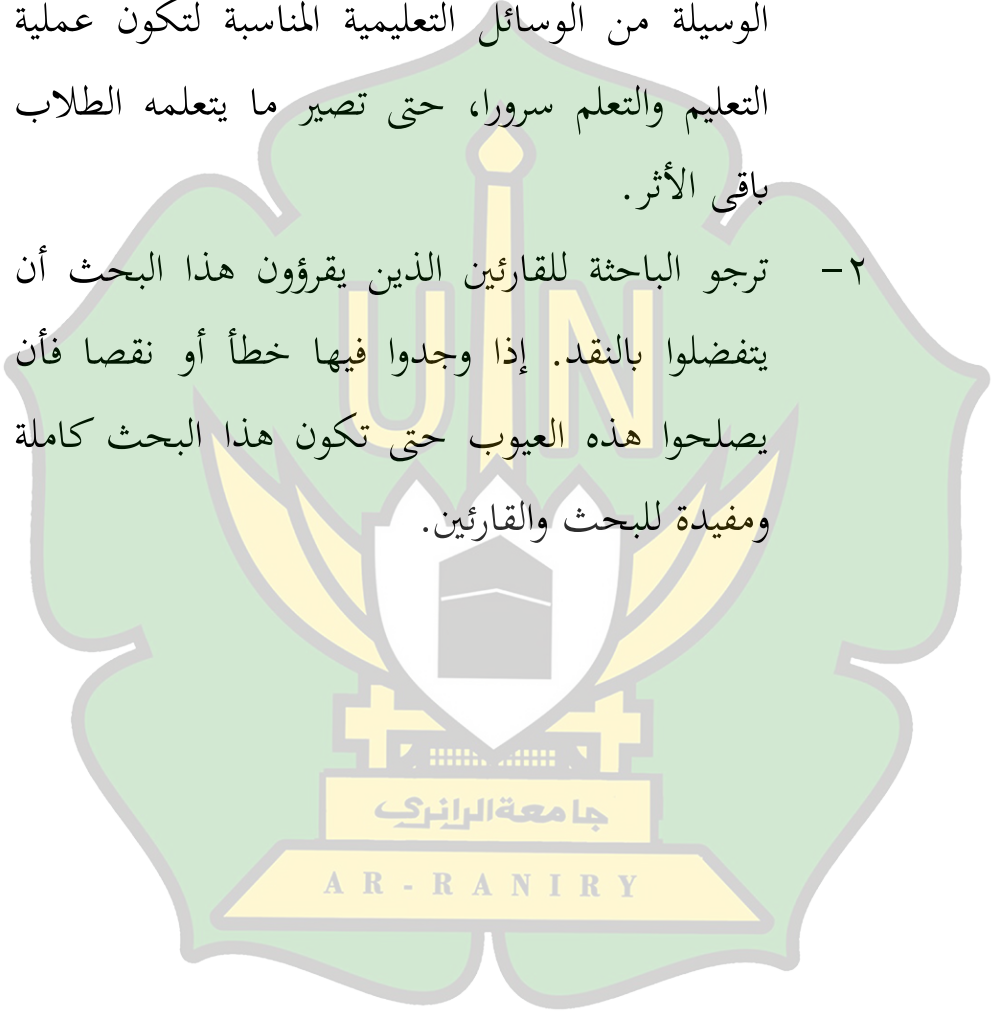 الوسيلة من الوسائل التعليمية المناسبة لتكون عملية
التعليم والتعلم سرورا، حتى تصير ما يتعلمه الطلاب
باقى الأثر.
٢- ترجو الباحثة للقارئين الذين يقرؤون هذا البحث أن
يتفضلوا بالنقد. إذا وجدوا فيها خطأ أو نقصا فأن
يصلحوا هذه العيوب حتى تكون هذا البحث كاملة
ومفيدة للبحث والقارئين.
UIN
جامعة الرانري
AR-RANIRY